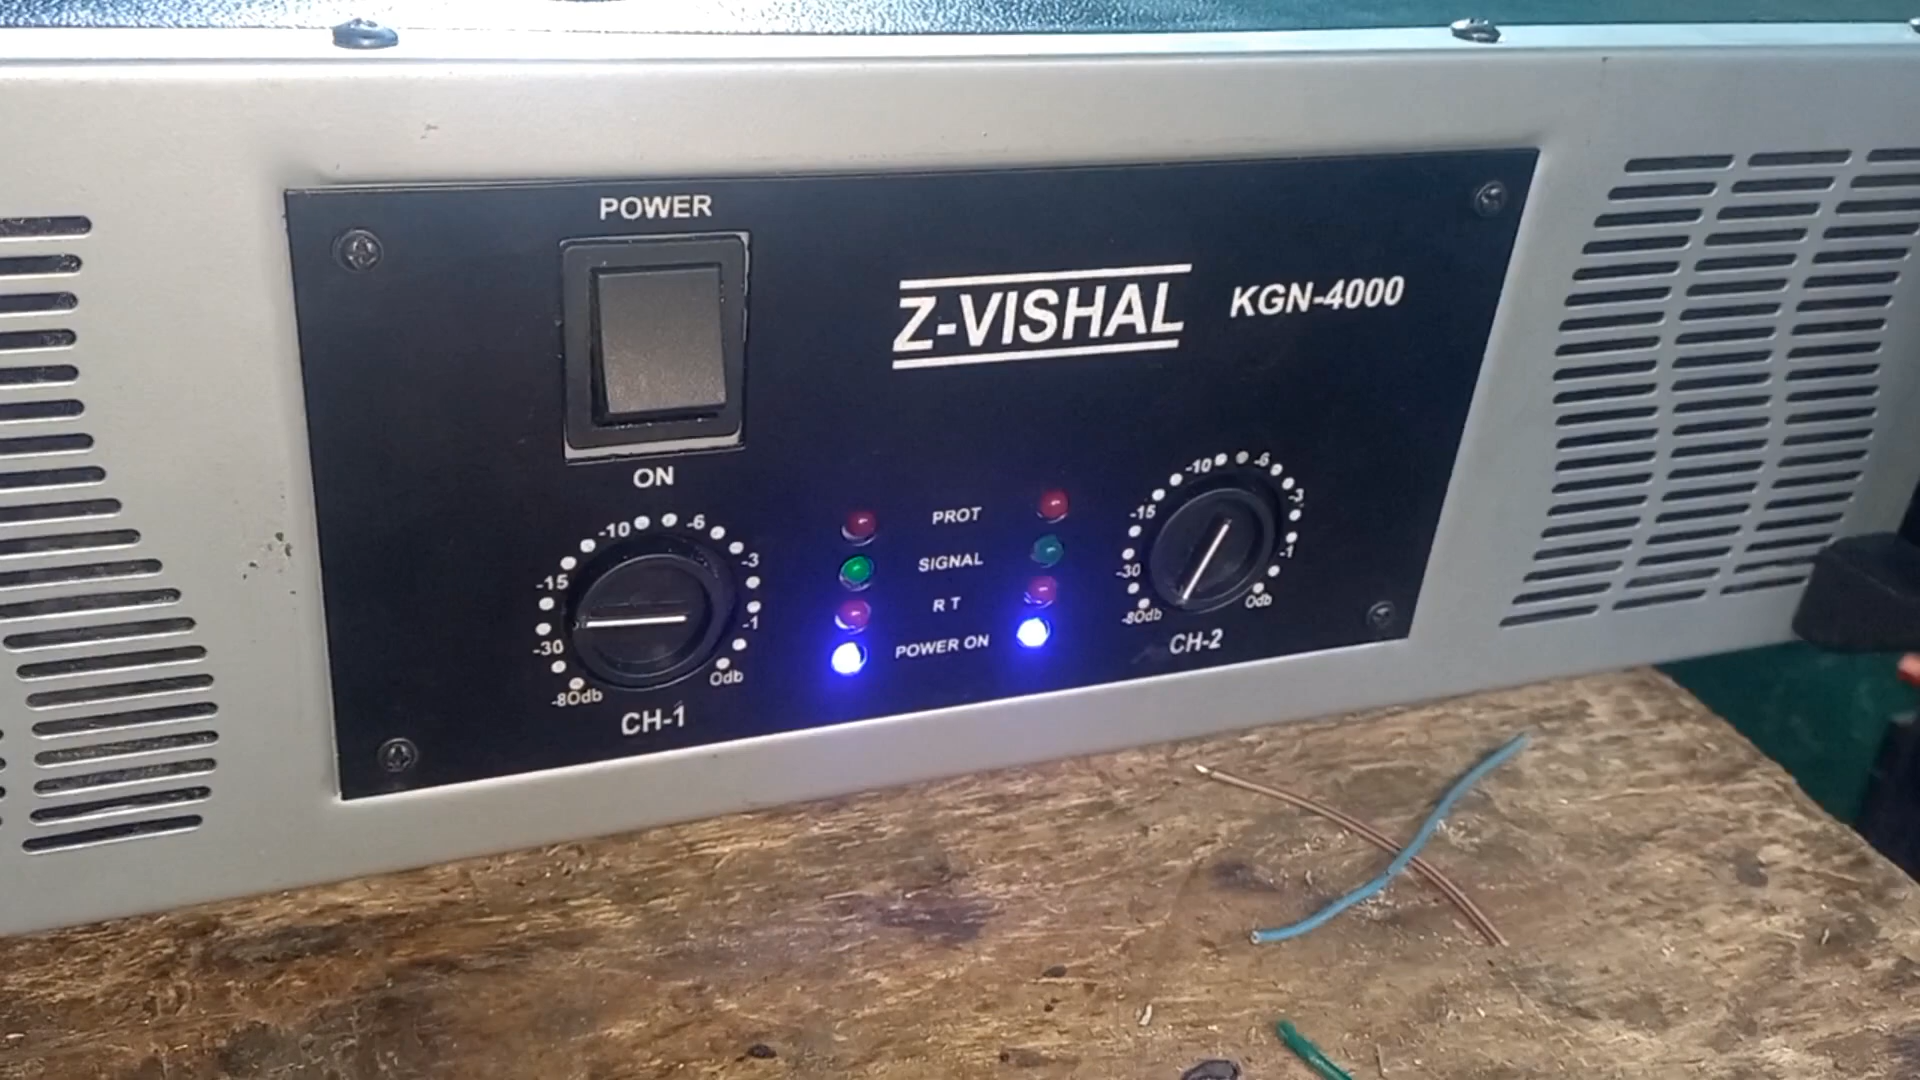 POWER
ON
Z-VISHAL
KGN-4000
-10
-6
-15
-3
-30
-1
-80db
0db
CH-1
PROT
SIGNAL
R T
POWER ON
-10
-6
-15
-3
-30
-1
-80db
0db
CH-2